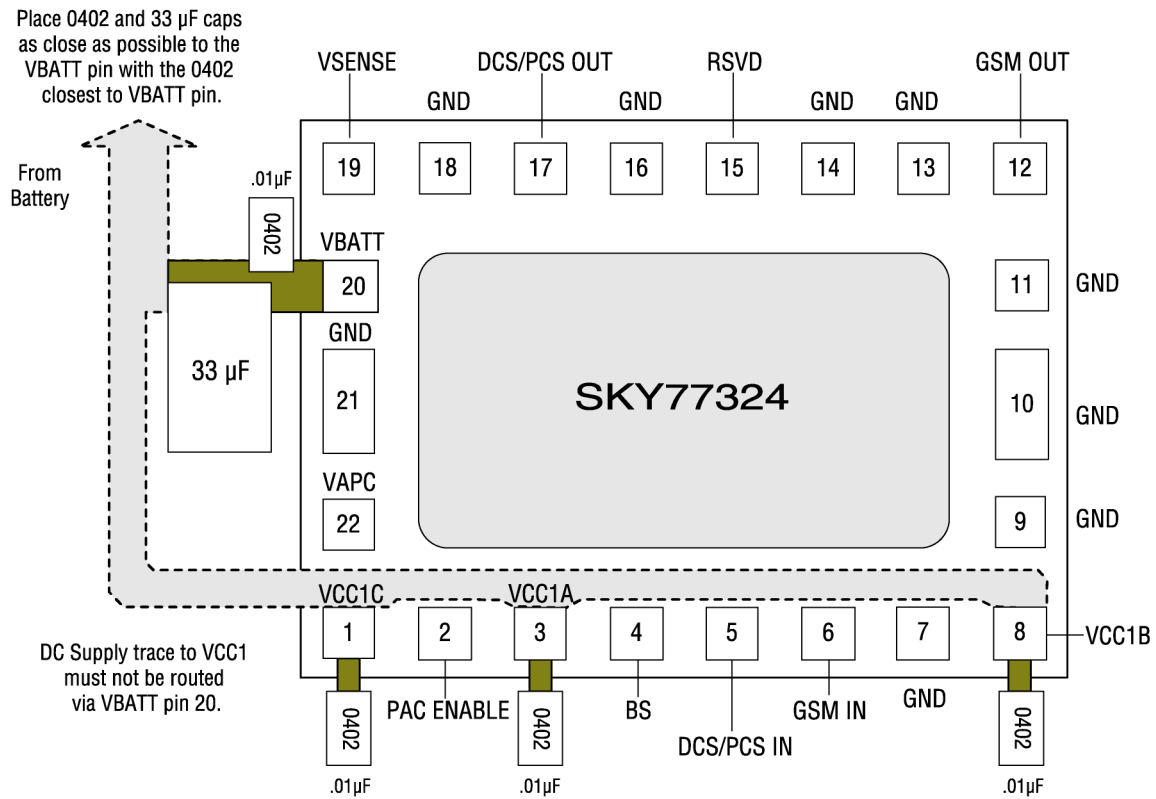 Place 0402 and 33 µF caps
as close as possible to the
VBATT pin with the 0402
closest to VBATT pin.
VSENSE
DCS/PCS OUT
RSVD
GSM OUT
GND
GND
GND
GND
From
Battery
.01µF
0402
19
18
17
16
15
14
13
12
VBATT
20
11
GND
GND
33 µF
21
SKY77324
10
GND
VAPC
22
9
GND
VCC1C
VCC1A
1
2
3
4
5
6
7
8
VCC1B
DC Supply trace to VCC1
must not be routed
via VBATT pin 20.
PAC ENABLE
BS
GSM IN
GND
DCS/PCS IN
0402
0402
0402
.01µF
.01µF
.01µF